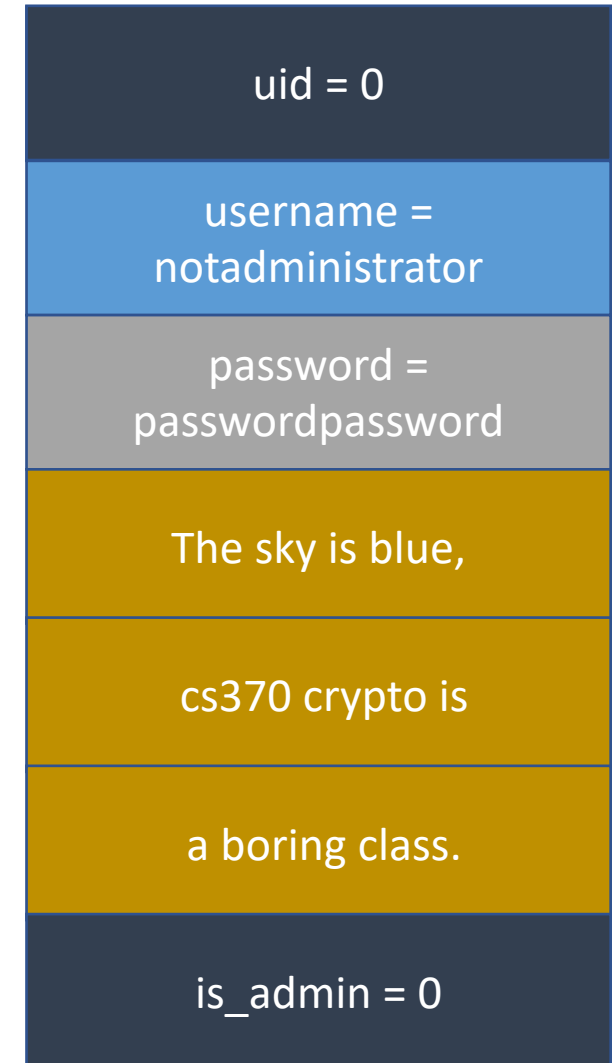 uid = 0
username =
notadministrator
password =
passwordpassword
The sky is blue,
cs370 crypto is
a boring class.
is_admin = 0